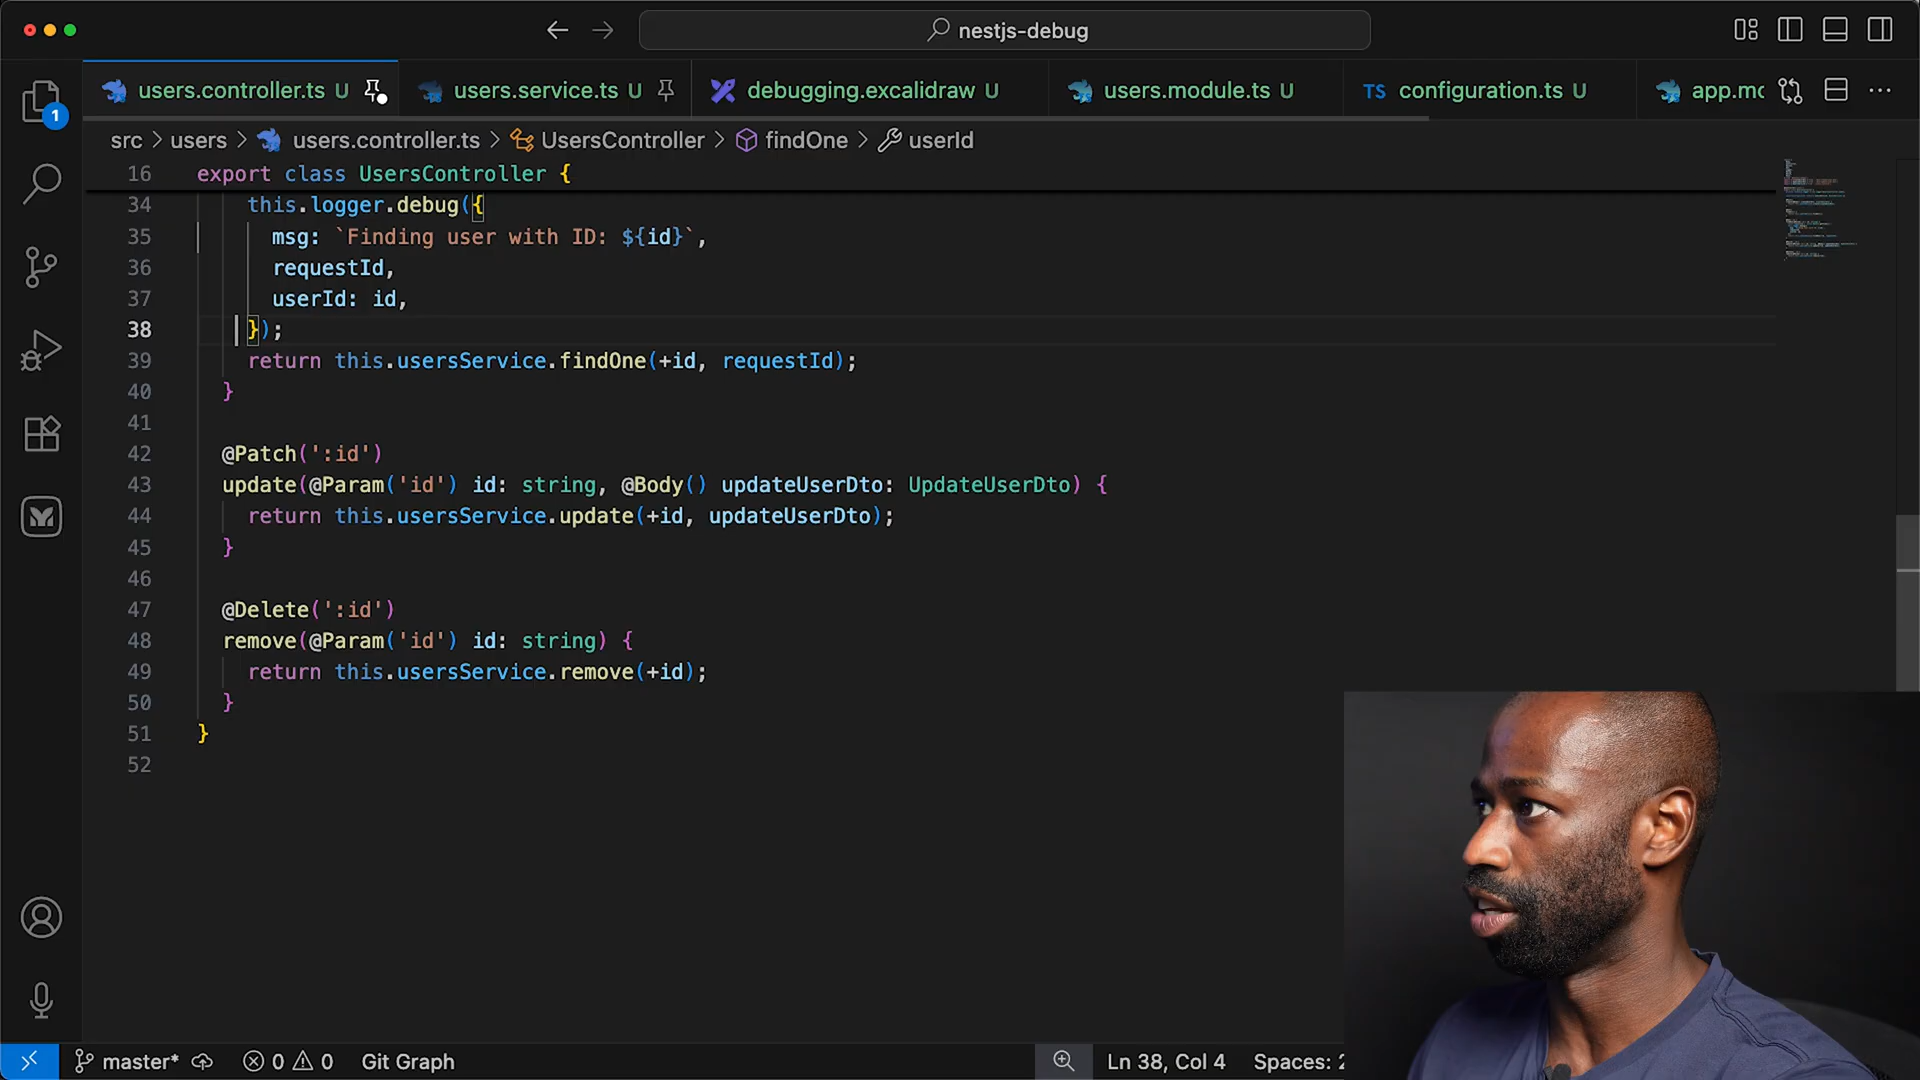 nestjs-debug
users.controller.ts U users.service.ts U debugging.excalidraw U users.module.ts U TS configuration.ts U app.mc ...
1
src > users > users.controller.ts > UsersController > findOne > userId
16 export class UsersController {
34 this.logger.debug({
35 msg: `Finding user with ID: ${id}`,
36 requestId,
37 userId: id,
38 });
39 return this.usersService.findOne(+id, requestId);
40 }
41
42 @Patch(':id')
43 update(@Param('id') id: string, @Body() updateUserDto: UpdateUserDto) {
44 return this.usersService.update(+id, updateUserDto);
45 }
46
47 @Delete(':id')
48 remove(@Param('id') id: string) {
49 return this.usersService.remove(+id);
50 }
51 }
52
master* 0 0 Git Graph Ln 38, Col 4 Spaces: 2